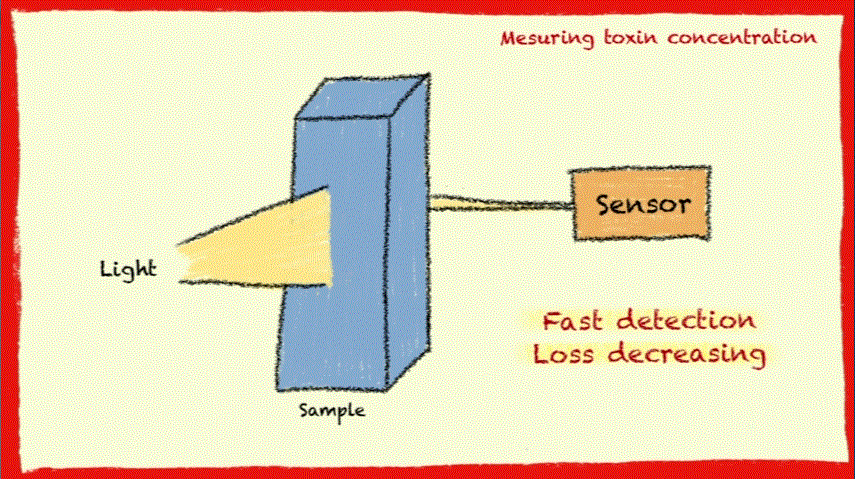 Mesuring toxin concentration
Sensor
Light
Fast detection
Loss decreasing
Sample